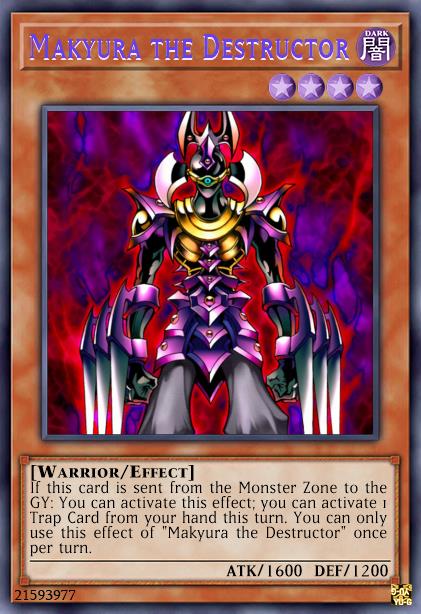 MAKYURA THE DESTRUCTOR
DARK
闇
[WARRIOR/EFFECT]
If this card is sent from the Monster Zone to the
GY: You can activate this effect; you can activate 1
Trap Card from your hand this turn. You can only
use this effect of "Makyura the Destructor" once
per turn.
ATK/1600 DEF/1200
21593977